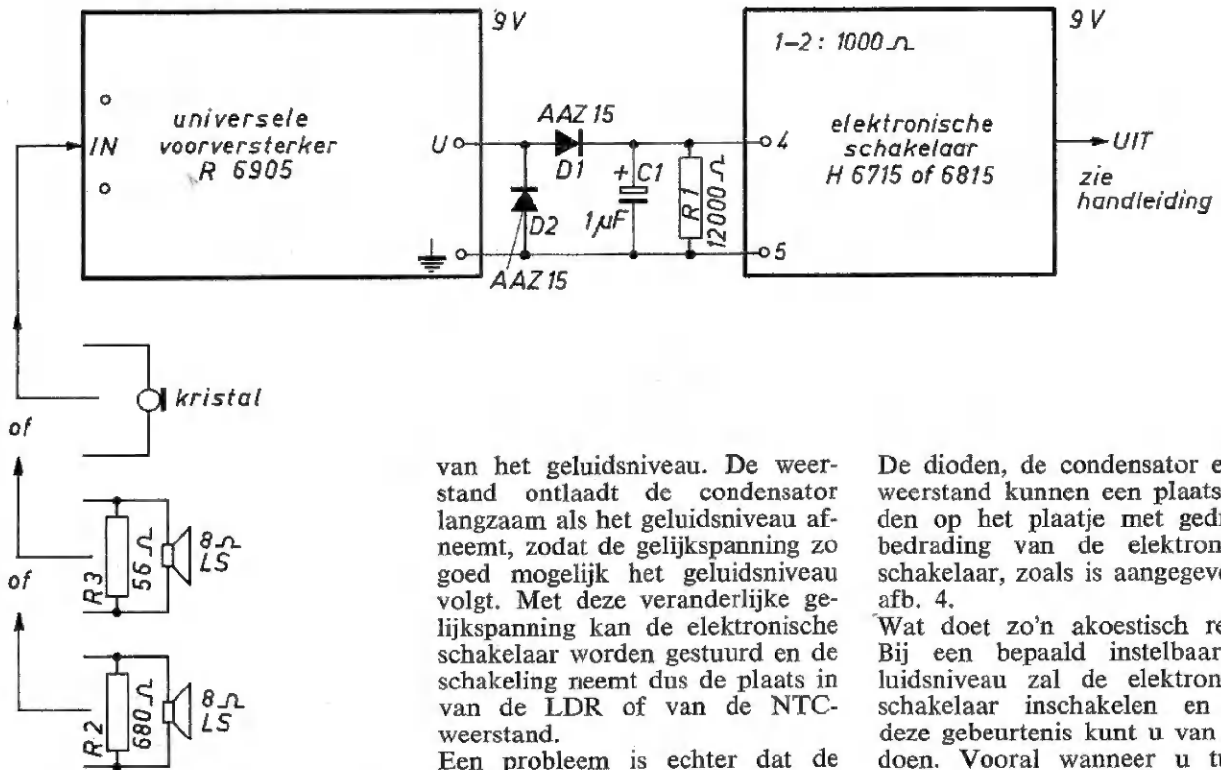 9 V
9 V
1-2 : 1000 Ω
universele
voorversterker
R 6905
IN
U
AAZ 15
D1
+ C1
1 µF
D2
AAZ 15
R 1
12000 Ω
4
5
elektronische
schakelaar
H 6715 of 6815
UIT
zie
handleiding
kristal
of
R3
56 Ω
8 Ω
LS
of
R2
680 Ω
8 Ω
LS
van het geluidsniveau. De weer-
stand ontlaadt de condensator
langzaam als het geluidsniveau af-
neemt, zodat de gelijkspanning zo
goed mogelijk het geluidsniveau
volgt. Met deze veranderlijke ge-
lijkspanning kan de elektronische
schakelaar worden gestuurd en de
schakeling neemt dus de plaats in
van de LDR of van de NTC-
weerstand.
Een probleem is echter dat de
De dioden, de condensator e
weerstand kunnen een plaats
den op het plaatje met gedr
bedrading van de elektron
schakelaar, zoals is aangegev
afb. 4.
Wat doet zo'n akoestisch re
Bij een bepaald instelbaar
luidsniveau zal de elektron
schakelaar inschakelen en
deze gebeurtenis kunt u van
doen. Vooral wanneer u t